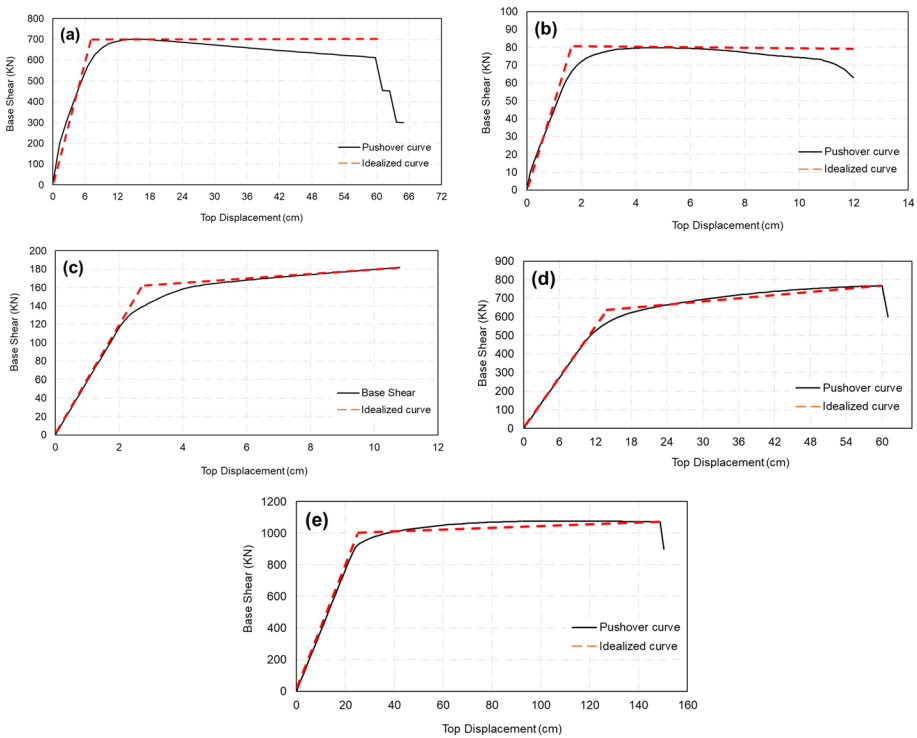 (a)
Base Shear (KN)
800
700
600
500
400
300
200
100
0
0 6 12 18 24 30 36 42 48 54 60 66 72
Top Displacement (cm)
Pushover curve
Idealized curve
(b)
Base Shear (KN)
100
90
80
70
60
50
40
30
20
10
0
0 2 4 6 8 10 12 14
Top Displacement (cm)
Pushover curve
Idealized curve
(c)
Base Shear (KN)
200
180
160
140
120
100
80
60
40
20
0
0 2 4 6 8 10 12
Top Displacement (cm)
Base Shear
Idealized curve
(d)
Base Shear (KN)
900
800
700
600
500
400
300
200
100
0
0 6 12 18 24 30 36 42 48 54 60
Top Displacement (cm)
Pushover curve
Idealized curve
(e)
Base Shear (KN)
1200
1000
800
600
400
200
0
0 20 40 60 80 100 120 140 160
Top Displacement (cm)
Pushover curve
Idealized curve